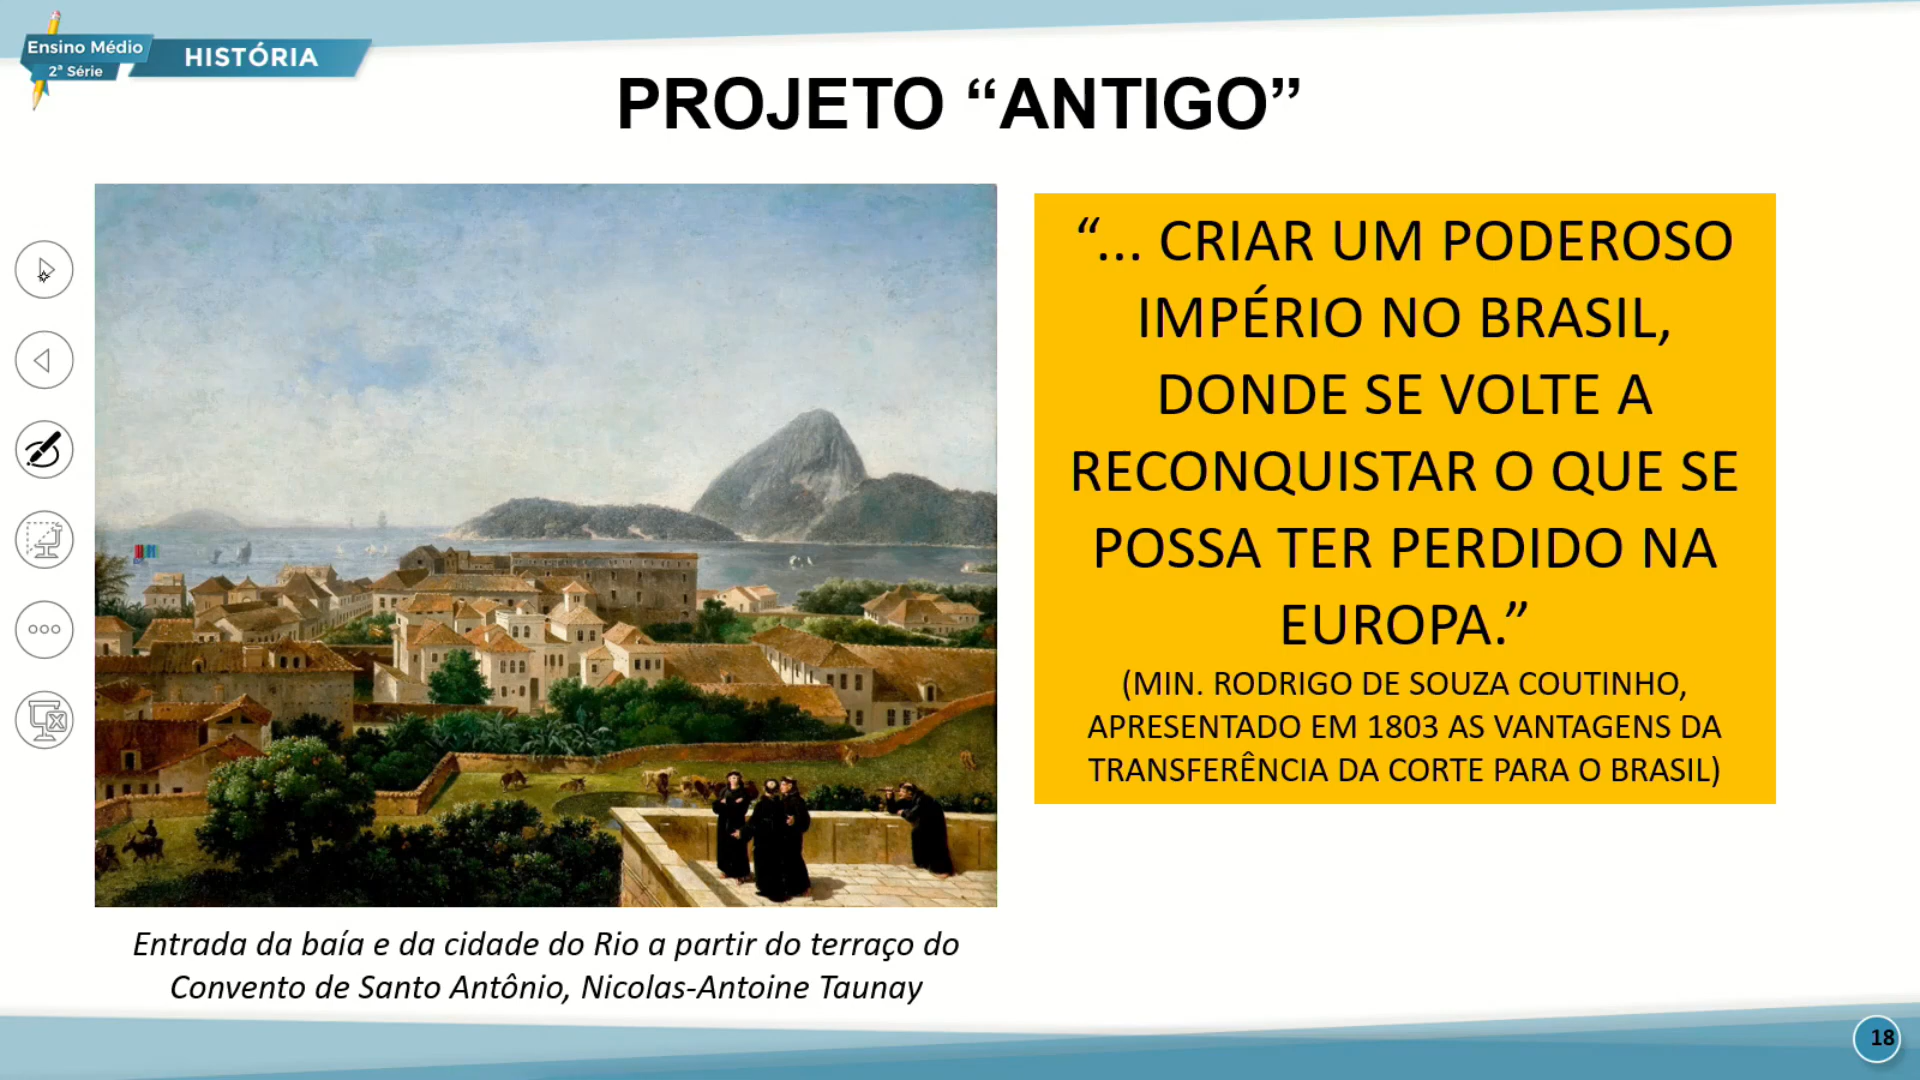 Ensino Médio
2ª Série
HISTÓRIA
PROJETO “ANTIGO”
“... CRIAR UM PODEROSO
IMPÉRIO NO BRASIL,
DONDE SE VOLTE A
RECONQUISTAR O QUE SE
POSSA TER PERDIDO NA
EUROPA.”
(MIN. RODRIGO DE SOUZA COUTINHO,
APRESENTADO EM 1803 AS VANTAGENS DA
TRANSFERÊNCIA DA CORTE PARA O BRASIL)
Entrada da baía e da cidade do Rio a partir do terraço do
Convento de Santo Antônio, Nicolas-Antoine Taunay
18